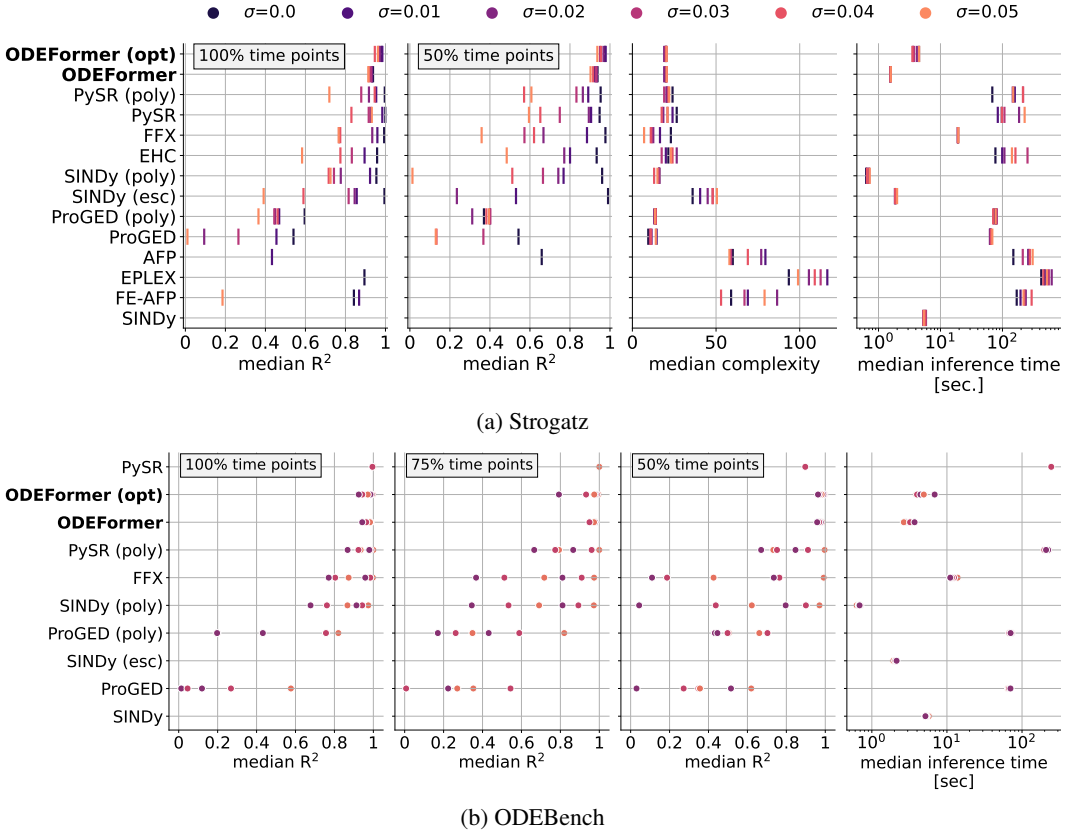 σ=0.0 σ=0.01 σ=0.02 σ=0.03 σ=0.04 σ=0.05
ODEFormer (opt)
ODEFormer
PySR (poly)
PySR
FFX
EHC
SINDy (poly)
SINDy (esc)
ProGED (poly)
ProGED
AFP
EPLEX
FE-AFP
SINDy
100% time points
0 0.2 0.4 0.6 0.8 1
median R²
50% time points
0 0.2 0.4 0.6 0.8 1
median R²
0 50 100
median complexity
10⁰ 10²
median inference time
[sec.]
(a) Strogatz
PySR
ODEFormer (opt)
ODEFormer
PySR (poly)
FFX
SINDy (poly)
ProGED (poly)
SINDy (esc)
ProGED
SINDy
100% time points
0 0.2 0.4 0.6 0.8 1
median R²
75% time points
0 0.2 0.4 0.6 0.8 1
median R²
50% time points
0 0.2 0.4 0.6 0.8 1
median R²
10⁰ 10¹ 10²
median inference time
[sec]
(b) ODEBench